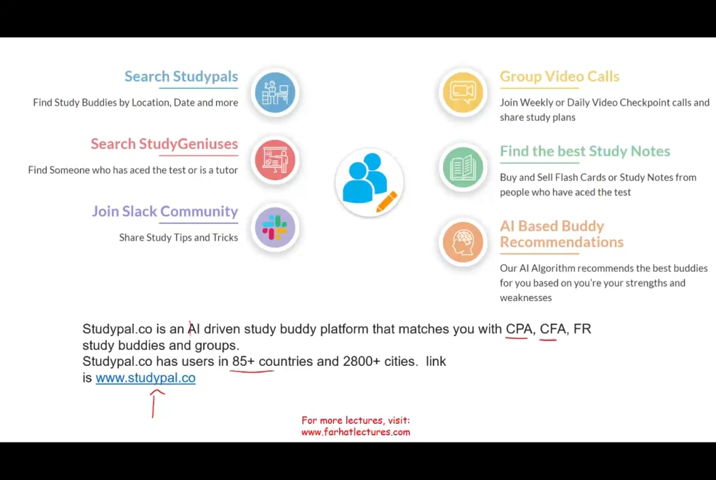 Search Studypals
Find Study Buddies by Location, Date and more
Search StudyGeniuses
Find Someone who has aced the test or is a tutor
Join Slack Community
Share Study Tips and Tricks
Group Video Calls
Join Weekly or Daily Video Checkpoint calls and
share study plans
Find the best Study Notes
Buy and Sell Flash Cards or Study Notes from
people who have aced the test
AI Based Buddy
Recommendations
Our AI Algorithm recommends the best buddies
for you based on you're your strengths and
weaknesses
Studypal.co is an AI driven study buddy platform that matches you with CPA, CFA, FR
study buddies and groups.
Studypal.co has users in 85+ countries and 2800+ cities. link
is www.studypal.co
For more lectures, visit:
www.farhatlectures.com